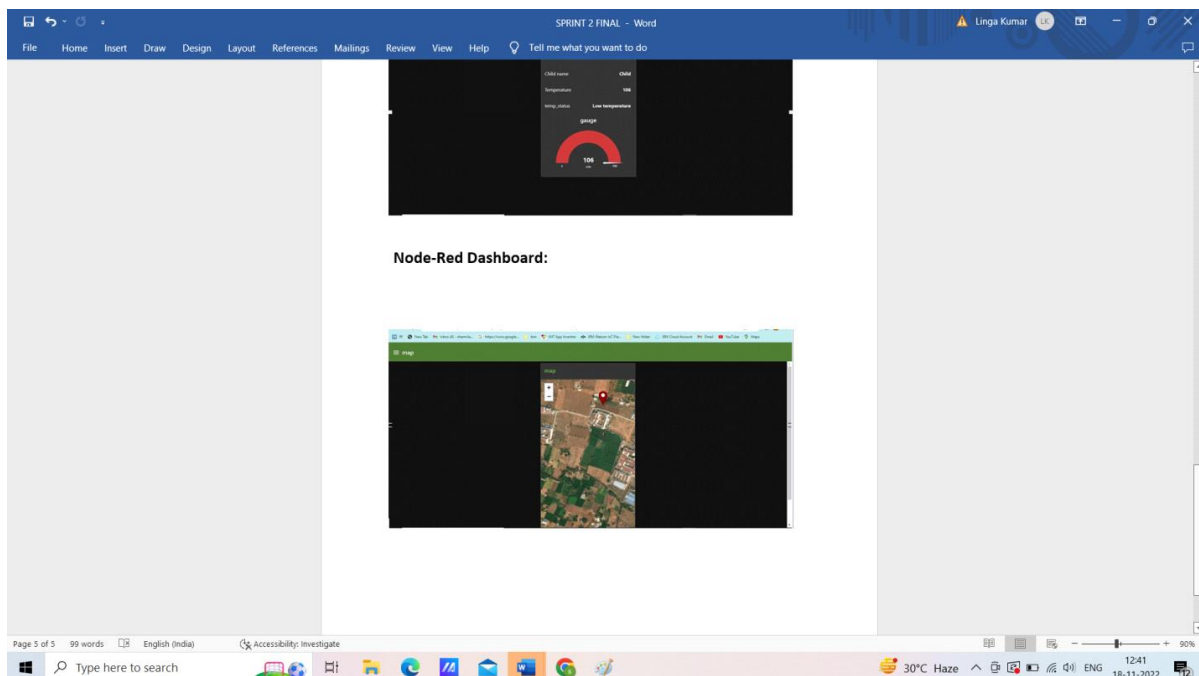 SPRINT 2 FINAL - Word
Linga Kumar
LK
File Home Insert Draw Design Layout References Mailings Review View Help Tell me what you want to do
Child name Child
Temperature 106
temp_status Low temperature
gauge
106
Node-Red Dashboard:
map
map
+
-
Page 5 of 5 99 words English (India) Accessibility: Investigate
90%
Type here to search
30°C Haze
ENG
12:41
18-11-2022
12